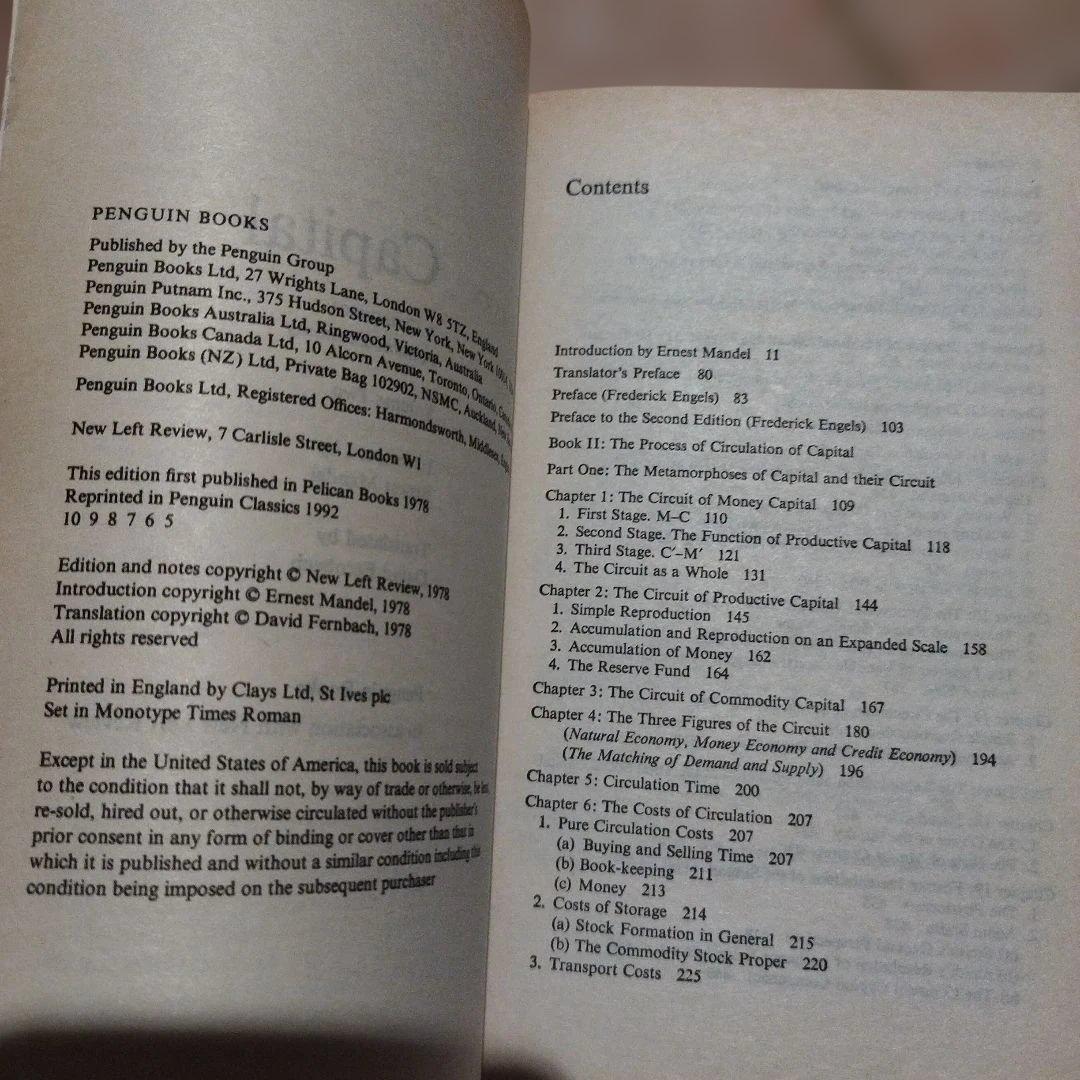 PENGUIN BOOKS
Published by the Penguin Group
Penguin Books Ltd, 27 Wrights Lane, London W8 5TZ, England
Penguin Putnam Inc., 375 Hudson Street, New York, New York
Penguin Books Australia Ltd, Ringwood, Victoria, Australia
Penguin Books Canada Ltd, 10 Alcorn Avenue, Toronto, Ontario,
Penguin Books (NZ) Ltd, Private Bag 102902, NSMC, Auckland,
Penguin Books Ltd, Registered Offices: Harmondsworth, Middlesex,
New Left Review, 7 Carlisle Street, London W1
This edition first published in Pelican Books 1978
Reprinted in Penguin Classics 1992
10 9 8 7 6 5
Edition and notes copyright © New Left Review, 1978
Introduction copyright © Ernest Mandel, 1978
Translation copyright © David Fernbach, 1978
All rights reserved
Printed in England by Clays Ltd, St Ives plc
Set in Monotype Times Roman
Except in the United States of America, this book is sold subject
to the condition that it shall not, by way of trade or otherwise, be lent,
re-sold, hired out, or otherwise circulated without the publisher's
prior consent in any form of binding or cover other than that in
which it is published and without a similar condition including this
condition being imposed on the subsequent purchaser
Contents
Introduction by Ernest Mandel 11
Translator's Preface 80
Preface (Frederick Engels) 83
Preface to the Second Edition (Frederick Engels) 103
Book II: The Process of Circulation of Capital
Part One: The Metamorphoses of Capital and their Circuit
Chapter 1: The Circuit of Money Capital 109
1. First Stage. M–C 110
2. Second Stage. The Function of Productive Capital 118
3. Third Stage. C′–M′ 121
4. The Circuit as a Whole 131
Chapter 2: The Circuit of Productive Capital 144
1. Simple Reproduction 145
2. Accumulation and Reproduction on an Expanded Scale 158
3. Accumulation of Money 162
4. The Reserve Fund 164
Chapter 3: The Circuit of Commodity Capital 167
Chapter 4: The Three Figures of the Circuit 180
(Natural Economy, Money Economy and Credit Economy) 194
(The Matching of Demand and Supply) 196
Chapter 5: Circulation Time 200
Chapter 6: The Costs of Circulation 207
1. Pure Circulation Costs 207
(a) Buying and Selling Time 207
(b) Book-keeping 211
(c) Money 213
2. Costs of Storage 214
(a) Stock Formation in General 215
(b) The Commodity Stock Proper 220
3. Transport Costs 225